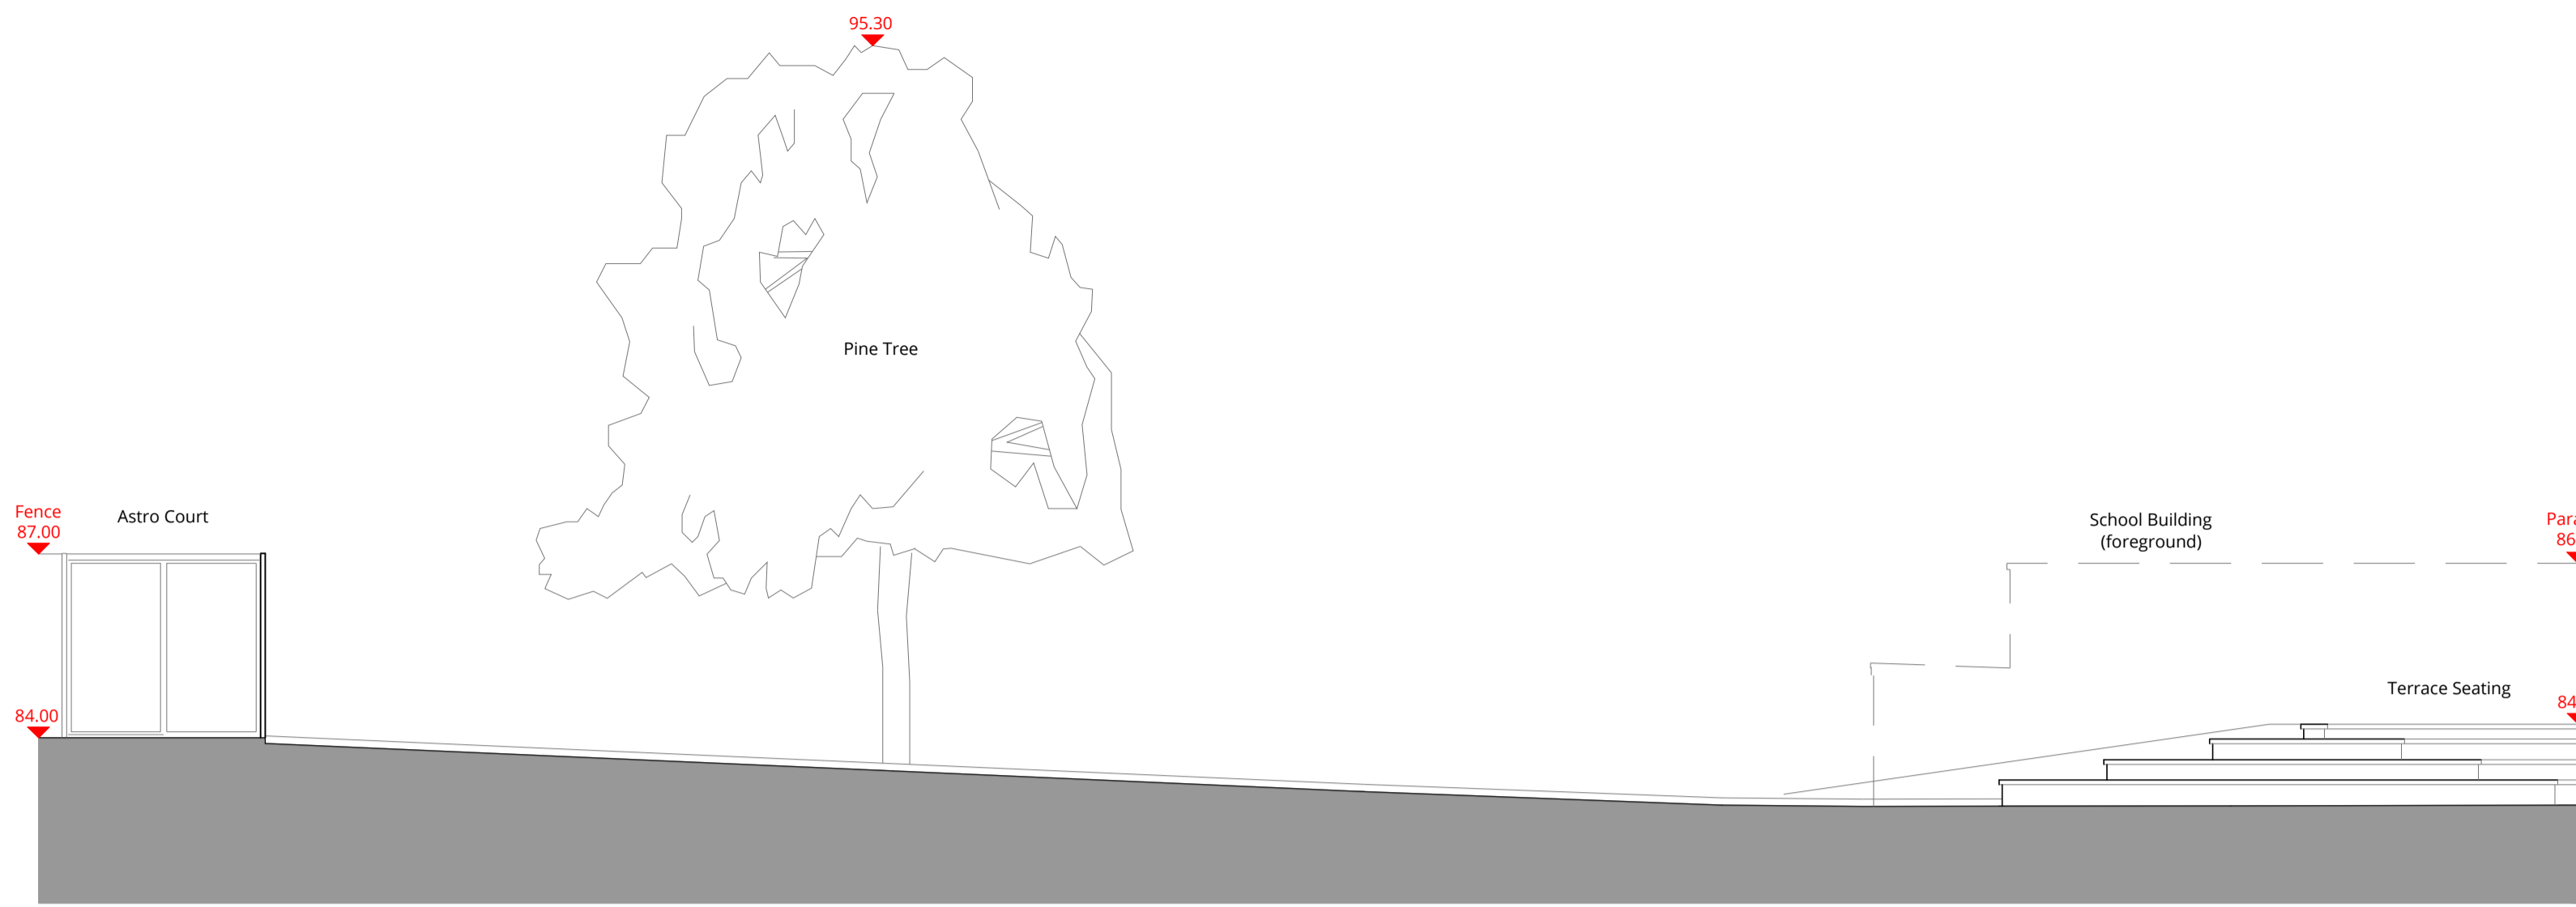 95.30
Pine Tree
Fence
87.00
Astro Court
84.00
School Building
(foreground)
Terrace Seating